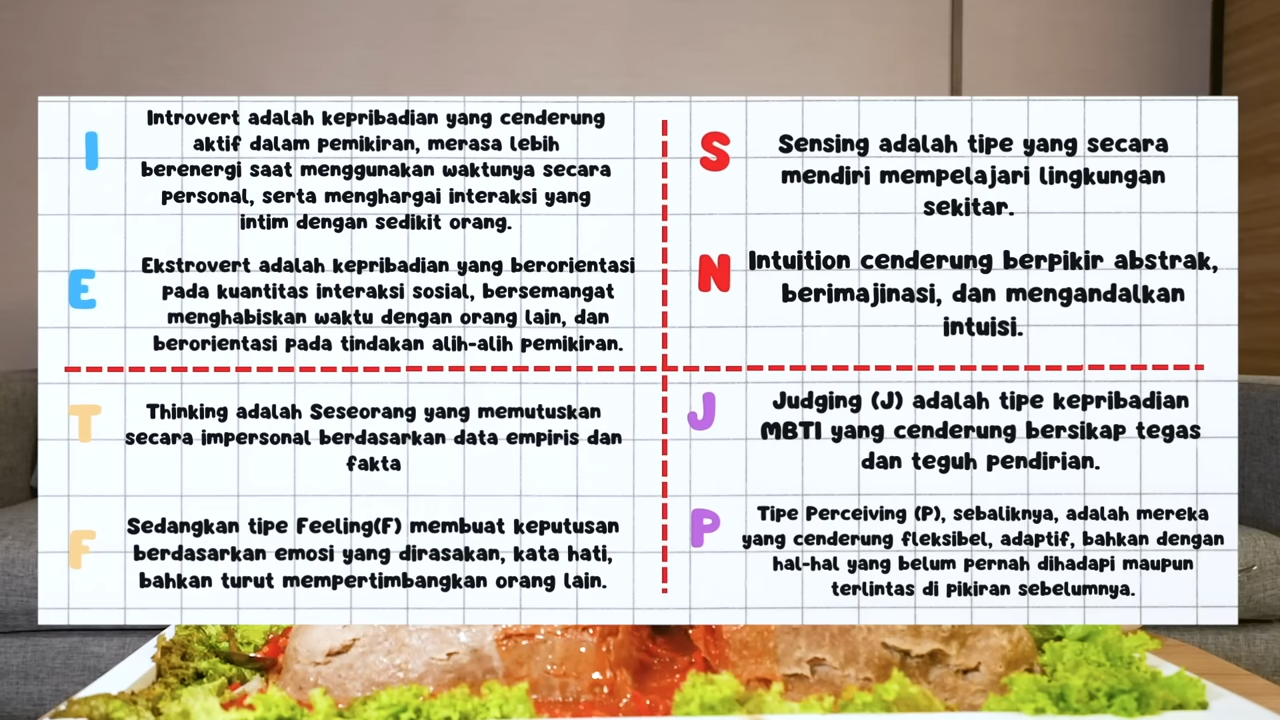 I
Introvert adalah kepribadian yang cenderung
aktif dalam pemikiran, merasa lebih
berenergi saat menggunakan waktunya secara
personal, serta menghargai interaksi yang
intim dengan sedikit orang.
E
Ekstrovert adalah kepribadian yang berorientasi
pada kuantitas interaksi sosial, bersemangat
menghabiskan waktu dengan orang lain, dan
berorientasi pada tindakan alih-alih pemikiran.
S
Sensing adalah tipe yang secara
mendiri mempelajari lingkungan
sekitar.
N
Intuition cenderung berpikir abstrak,
berimajinasi, dan mengandalkan
intuisi.
T
Thinking adalah Seseorang yang memutuskan
secara impersonal berdasarkan data empiris dan
fakta
F
Sedangkan tipe Feeling(F) membuat keputusan
berdasarkan emosi yang dirasakan, kata hati,
bahkan turut mempertimbangkan orang lain.
J
Judging (J) adalah tipe kepribadian
MBTI yang cenderung bersikap tegas
dan teguh pendirian.
P
Tipe Perceiving (P), sebaliknya, adalah mereka
yang cenderung fleksibel, adaptif, bahkan dengan
hal-hal yang belum pernah dihadapi maupun
terlintas di pikiran sebelumnya.